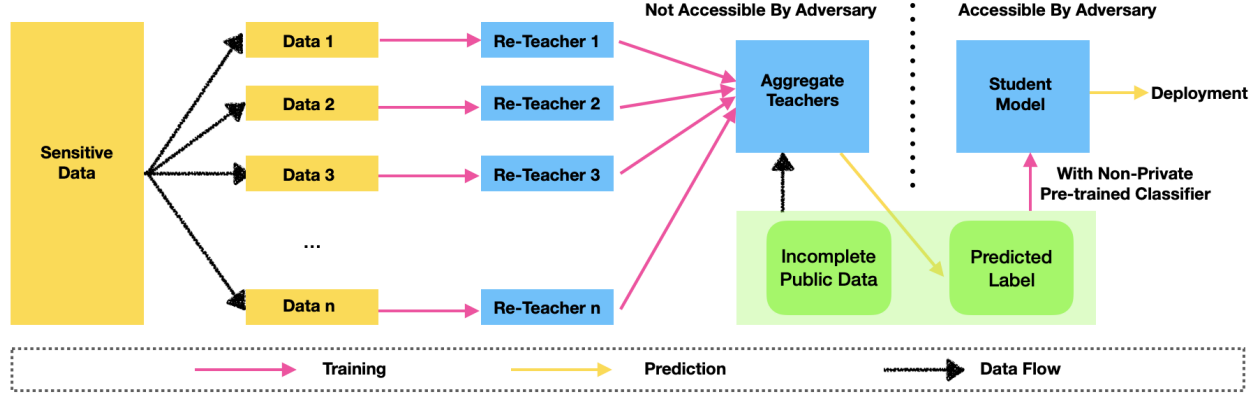 Not Accessible By Adversary
Accessible By Adversary
Sensitive
Data
Data 1
Re-Teacher 1
Data 2
Re-Teacher 2
Data 3
Re-Teacher 3
...
Data n
Re-Teacher n
Aggregate
Teachers
Student
Model
Deployment
With Non-Private
Pre-trained Classifier
Incomplete
Public Data
Predicted
Label
Training
Prediction
Data Flow